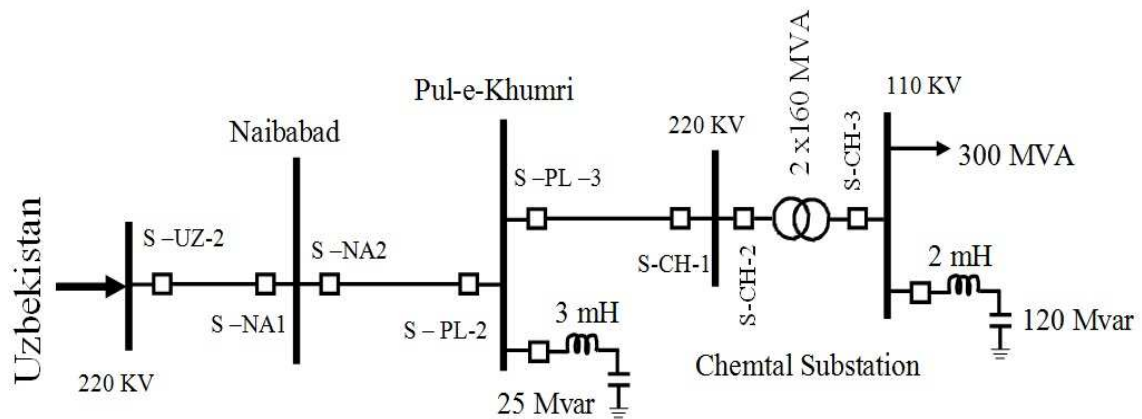 Uzbekistan
220 KV
S –UZ-2
S –NA1
Naibabad
S –NA2
S – PL-2
Pul-e-Khumri
S –PL –3
3 mH
25 Mvar
S-CH-1
220 KV
S-CH-2
2 x160 MVA
S-CH-3
110 KV
300 MVA
2 mH
120 Mvar
Chemtal Substation